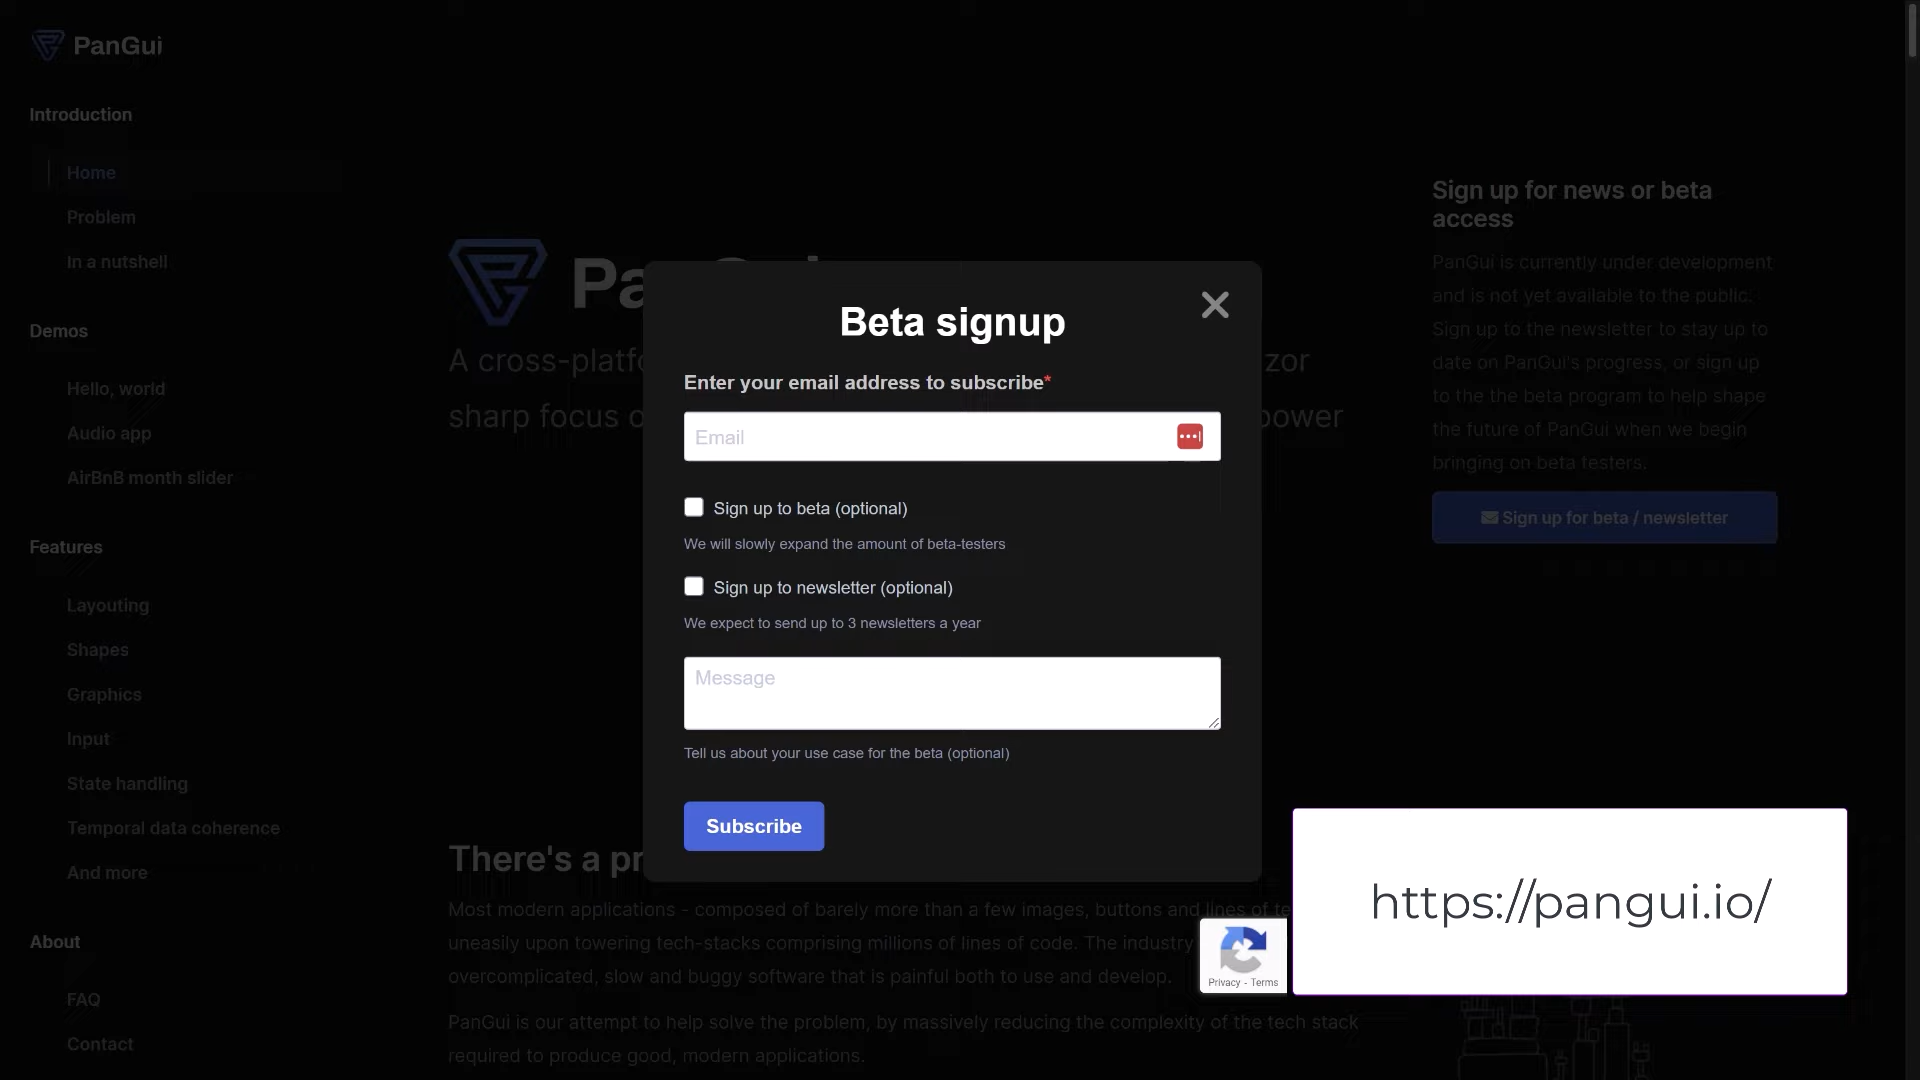 PanGui
Introduction
Home
Problem
In a nutshell
Demos
Hello, world
Audio app
AirBnB month slider
Features
Layouting
Shapes
Graphics
Input
State handling
Temporal data coherence
And more
About
FAQ
Contact
A cross-platfo
zor
sharp focus o
power
There's a pr
Most modern applications - composed of barely more than a few images, buttons and lines of te
uneasily upon towering tech-stacks comprising millions of lines of code. The industry
overcomplicated, slow and buggy software that is painful both to use and develop.
PanGui is our attempt to help solve the problem, by massively reducing the complexity of the tech stack
required to produce good, modern applications.
Beta signup
Enter your email address to subscribe*
Email
Sign up to beta (optional)
We will slowly expand the amount of beta-testers
Sign up to newsletter (optional)
We expect to send up to 3 newsletters a year
Message
Tell us about your use case for the beta (optional)
Subscribe
Sign up for news or beta
access
PanGui is currently under development
and is not yet available to the public.
Sign up to the newsletter to stay up to
date on PanGui's progress, or sign up
to the the beta program to help shape
the future of PanGui when we begin
bringing on beta testers.
Sign up for beta / newsletter
Privacy - Terms
https://pangui.io/